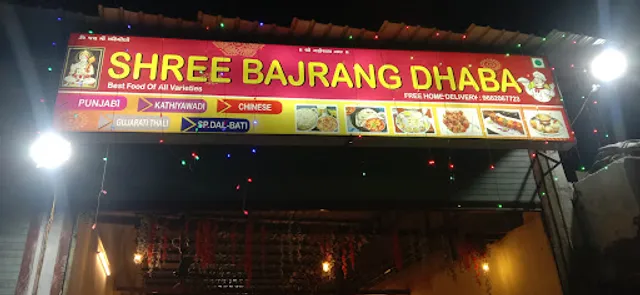 SHREE BAJRANG DHABA
Best Food Of All Varieties
FREE HOME DELIVERY : 9662067723
PUNJABI KATHIYAWADI CHINESE
GUJARATI THALI SP.DAL-BATI